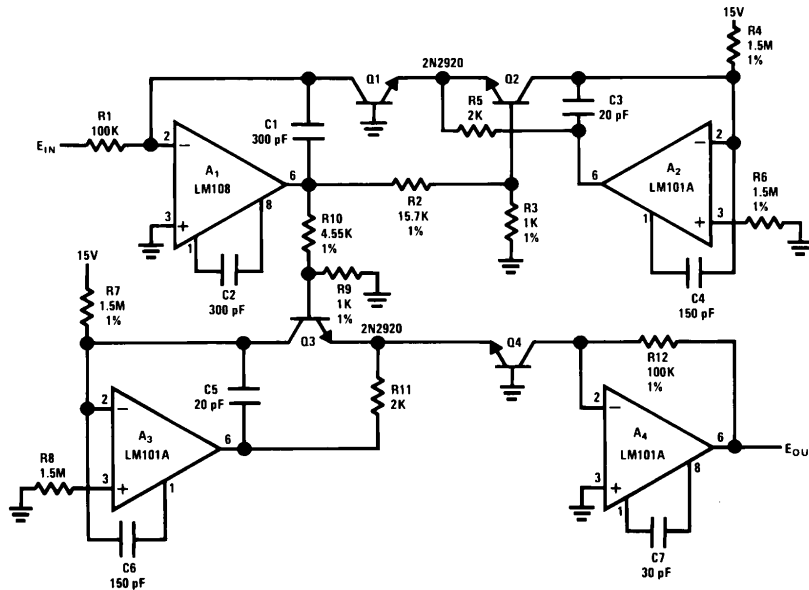 15V
R4
1.5M
1%
Q1
2N2920
Q2
R1
100K
C1
300 pF
R5
2K
C3
20 pF
E_IN
2
−
A1
LM108
6
8
3
+
1
R2
15.7K
1%
6
A2
LM101A
−
2
R6
1.5M
1%
+
3
1
R10
4.55K
1%
R3
1K
1%
C2
300 pF
C4
150 pF
15V
R7
1.5M
1%
R9
1K
1%
Q3
2N2920
Q4
R12
100K
1%
C5
20 pF
R11
2K
2
−
A3
LM101A
6
R8
1.5M
3
+
1
2
−
A4
LM101A
6
8
E_OU
3
+
1
C6
150 pF
C7
30 pF